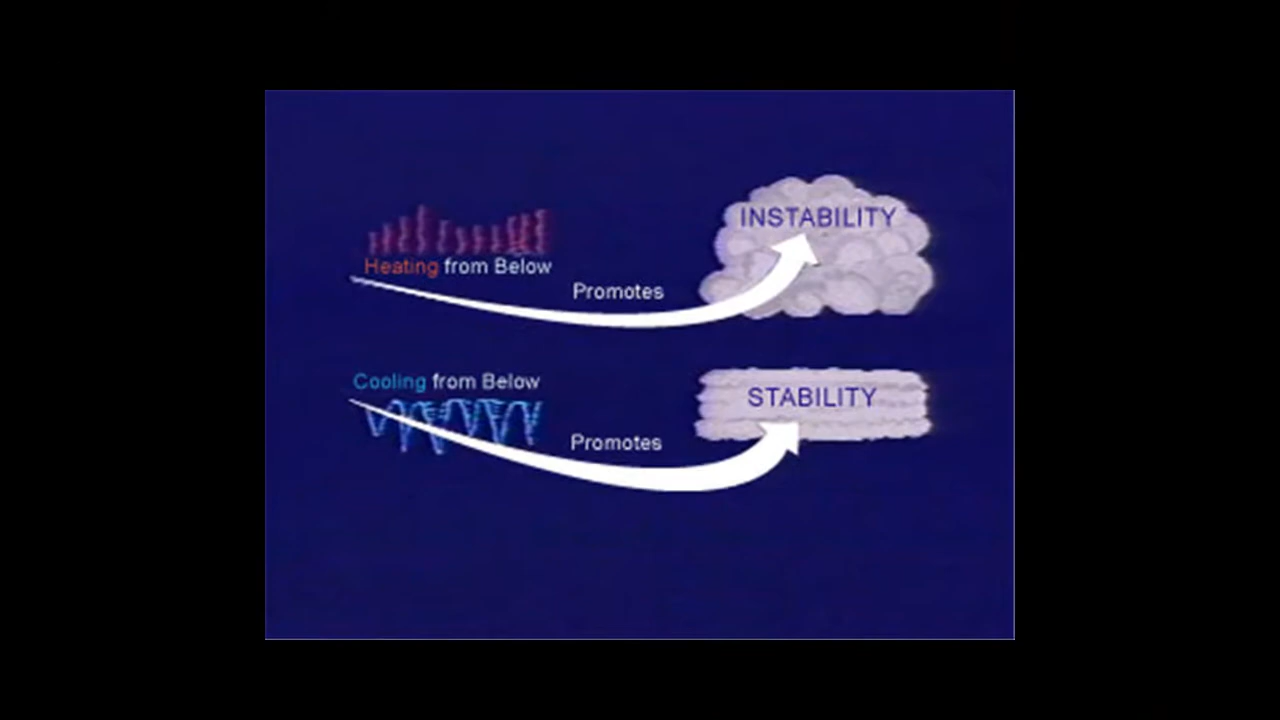 INSTABILITY
Heating from Below
Promotes
Cooling from Below
STABILITY
Promotes